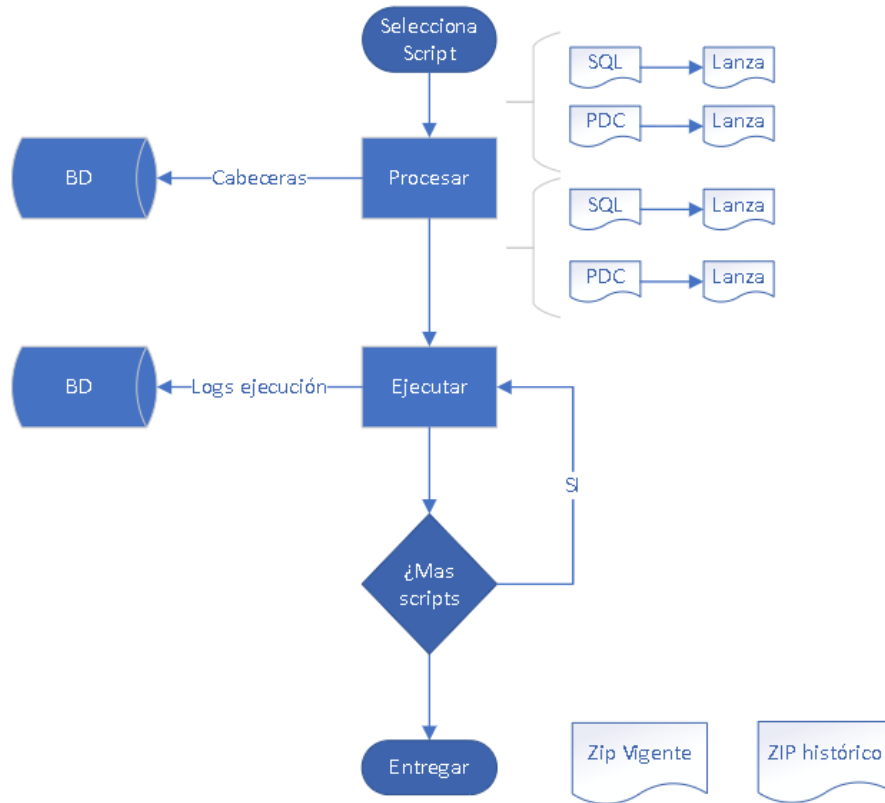 Selecciona
Script
SQL
Lanza
PDC
Lanza
BD
Cabeceras
Procesar
SQL
Lanza
PDC
Lanza
BD
Logs ejecución
Ejecutar
SI
¿Mas
scripts
Entregar
Zip Vigente
ZIP histórico